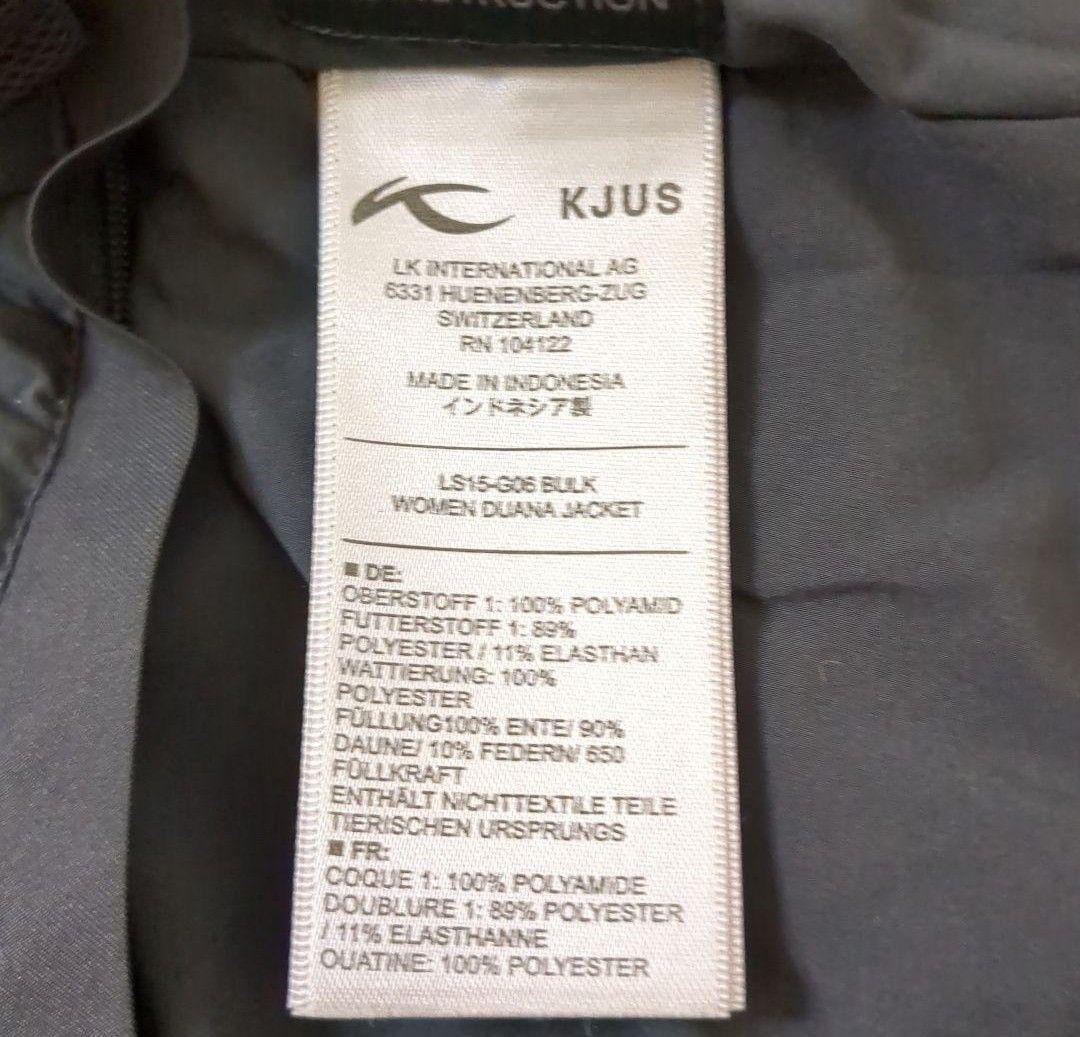 KJUS
LK INTERNATIONAL AG
6331 HUENENBERG-ZUG
SWITZERLAND
RN 104122
MADE IN INDONESIA
インドネシア製
LS15-G06 BULK
WOMEN DUANA JACKET
■ DE:
OBERSTOFF 1: 100% POLYAMID
FUTTERSTOFF 1: 89%
POLYESTER / 11% ELASTHAN
WATTIERUNG: 100%
POLYESTER
FÜLLUNG100% ENTE/ 90%
DAUNE/ 10% FEDERN/ 650
FÜLLKRAFT
ENTHÄLT NICHTTEXTILE TEILE
TIERISCHEN URSPRUNGS
■ FR:
COQUE 1: 100% POLYAMIDE
DOUBLURE 1: 89% POLYESTER
/ 11% ELASTHANNE
OUATINE: 100% POLYESTER